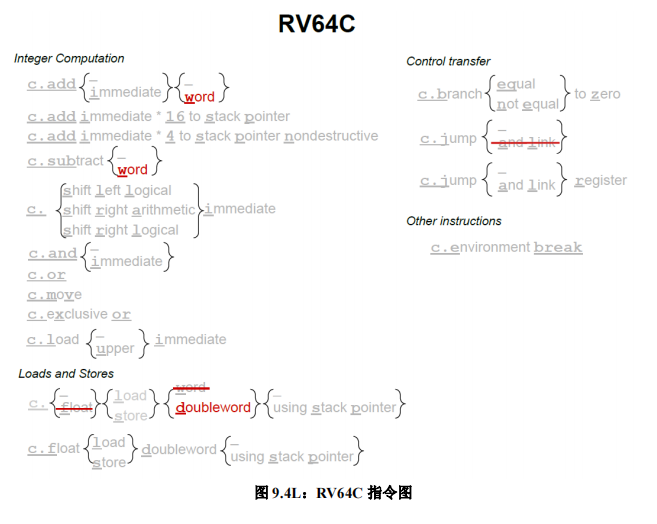 RV64C
Integer Computation
c.add { _ immediate } { _ word }
c.add immediate * 16 to stack pointer
c.add immediate * 4 to stack pointer nondestructive
c.subtract { _ word }
c. { shift left logical shift right arithmetic shift right logical } immediate
c.and { _ immediate }
c.or
c.move
c.exclusive or
c.load { _ upper } immediate
Loads and Stores
c. { _ float } { load store } { word doubleword } { _ using stack pointer }
c.float { load store } doubleword { _ using stack pointer }
Control transfer
c.branch { equal not equal } to zero
c.jump { _ and link }
c.jump { _ and link } register
Other instructions
c.environment break
图 9.4L：RV64C 指令图